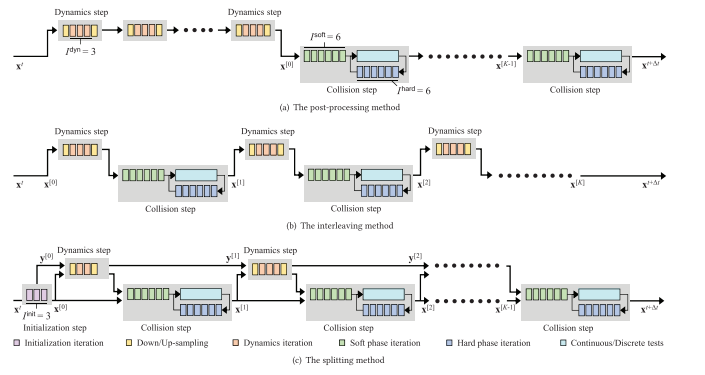 Dynamics step
Dynamics step
I^dyn = 3
I^soft = 6
x^t
x^[0]
x^[K-1]
x^t+Δt
I^hard = 6
Collision step
Collision step
(a) The post-processing method
Dynamics step
Dynamics step
Dynamics step
x^t
x^[0]
x^[1]
x^[2]
x^[K]
x^t+Δt
Collision step
Collision step
(b) The interleaving method
Dynamics step
Dynamics step
y^[0]
y^[1]
y^[2]
x^t
I^init = 3
x^[0]
x^[1]
x^[2]
x^[K-1]
x^t+Δt
Initialization step
Collision step
Collision step
Collision step
Initialization iteration
Down/Up-sampling
Dynamics iteration
Soft phase iteration
Hard phase iteration
Continuous/Discrete tests
(c) The splitting method